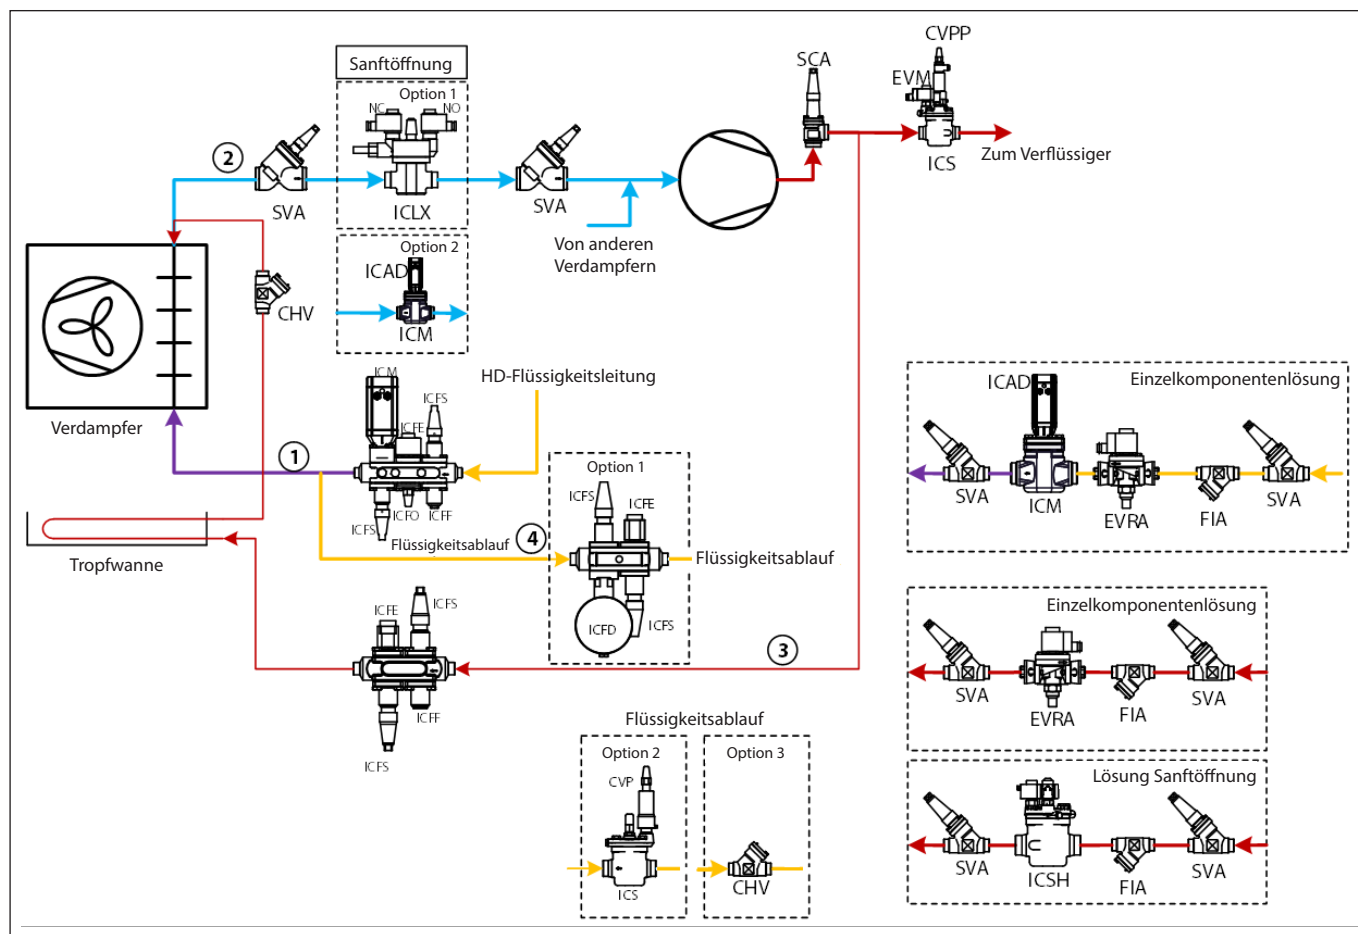 Sanftöffnung
Option 1
NC
NO
2
SVA
ICLX
SVA
SCA
CVPP
EVM
ICS
Zum Verflüssiger
Von anderen
Verdampfern
Option 2
ICAD
ICM
CHV
Verdampfer
HD-Flüssigkeitsleitung
ICM
ICFS
ICFE
1
ICFS
ICFO
ICFF
Flüssigkeitsablauf
4
Option 1
ICFS
ICFE
ICFD
ICFS
Flüssigkeitsablauf
Tropfwanne
ICFE
ICFS
ICFF
ICFS
3
Einzelkomponentenlösung
ICAD
SVA
ICM
EVRA
FIA
SVA
Einzelkomponentenlösung
SVA
EVRA
FIA
SVA
Lösung Sanftöffnung
SVA
ICSH
FIA
SVA
Flüssigkeitsablauf
Option 2
CVP
ICS
Option 3
CHV